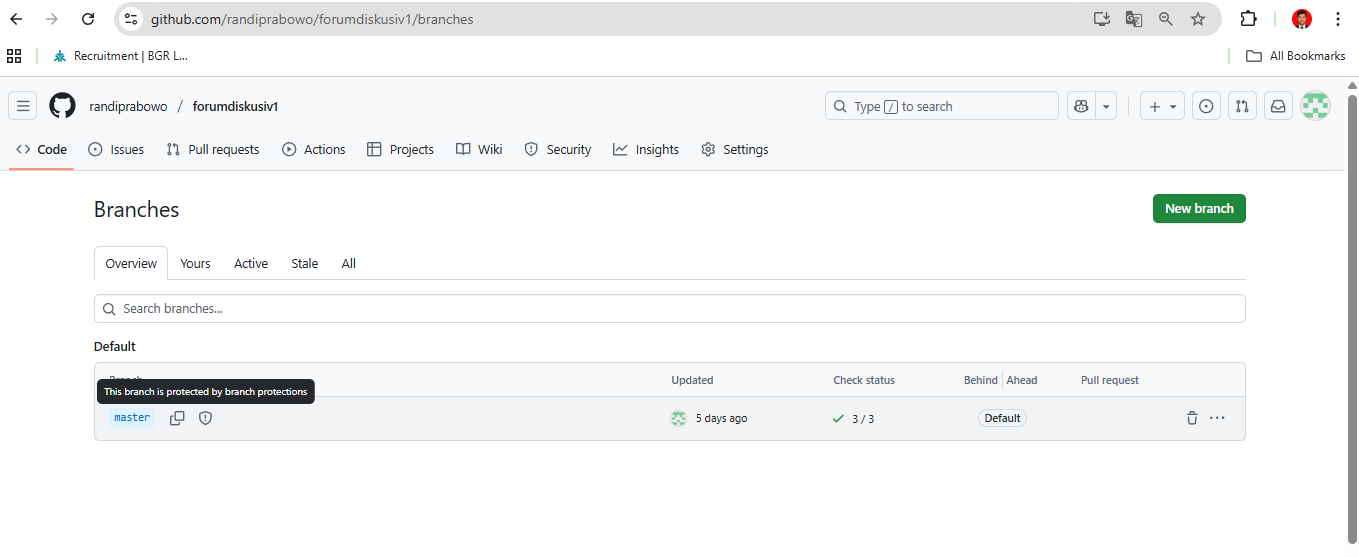 github.com/randiprabowo/forumdiskusiv1/branches
Recruitment | BGR L...
All Bookmarks
randiprabowo / forumdiskusiv1
Type / to search
Code Issues Pull requests Actions Projects Wiki Security Insights Settings
Branches
New branch
Overview Yours Active Stale All
Search branches...
Default
Updated Check status Behind Ahead Pull request
This branch is protected by branch protections
master 5 days ago 3 / 3 Default